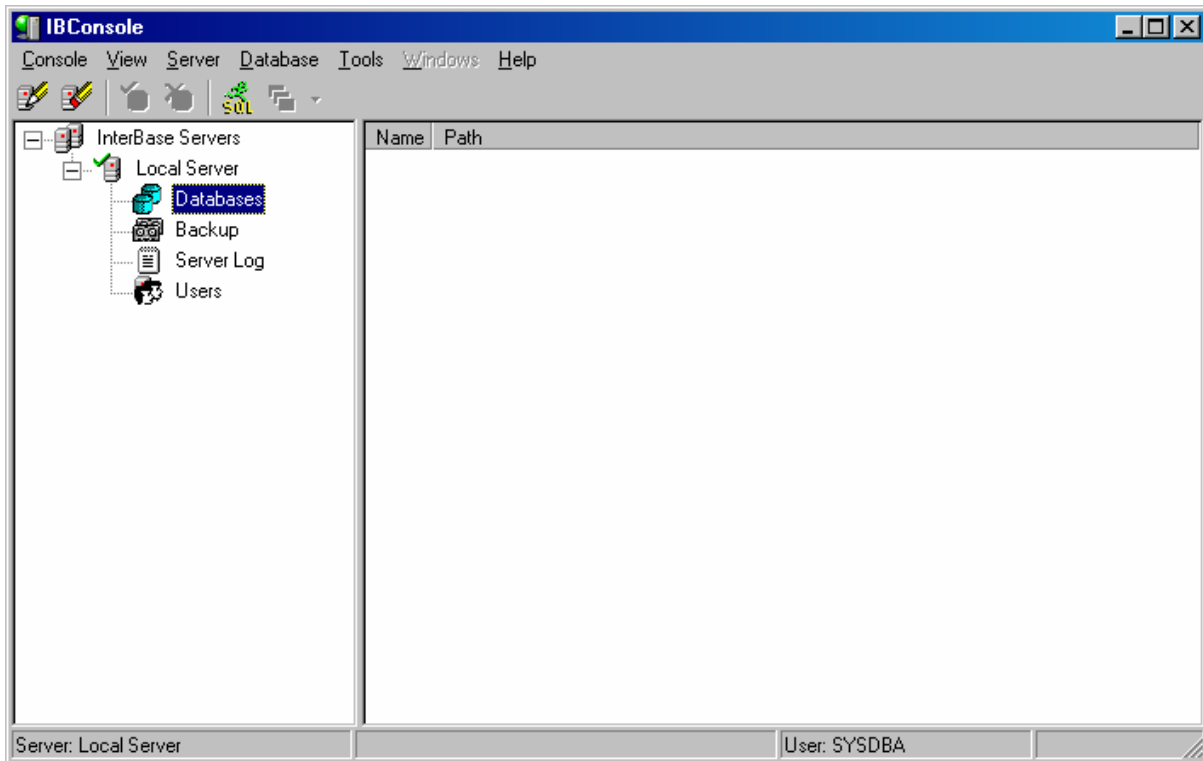 IBConsole
Console View Server Database Tools Windows Help
SQL
InterBase Servers
Local Server
Databases
Backup
Server Log
Users
Name Path
Server: Local Server User: SYSDBA